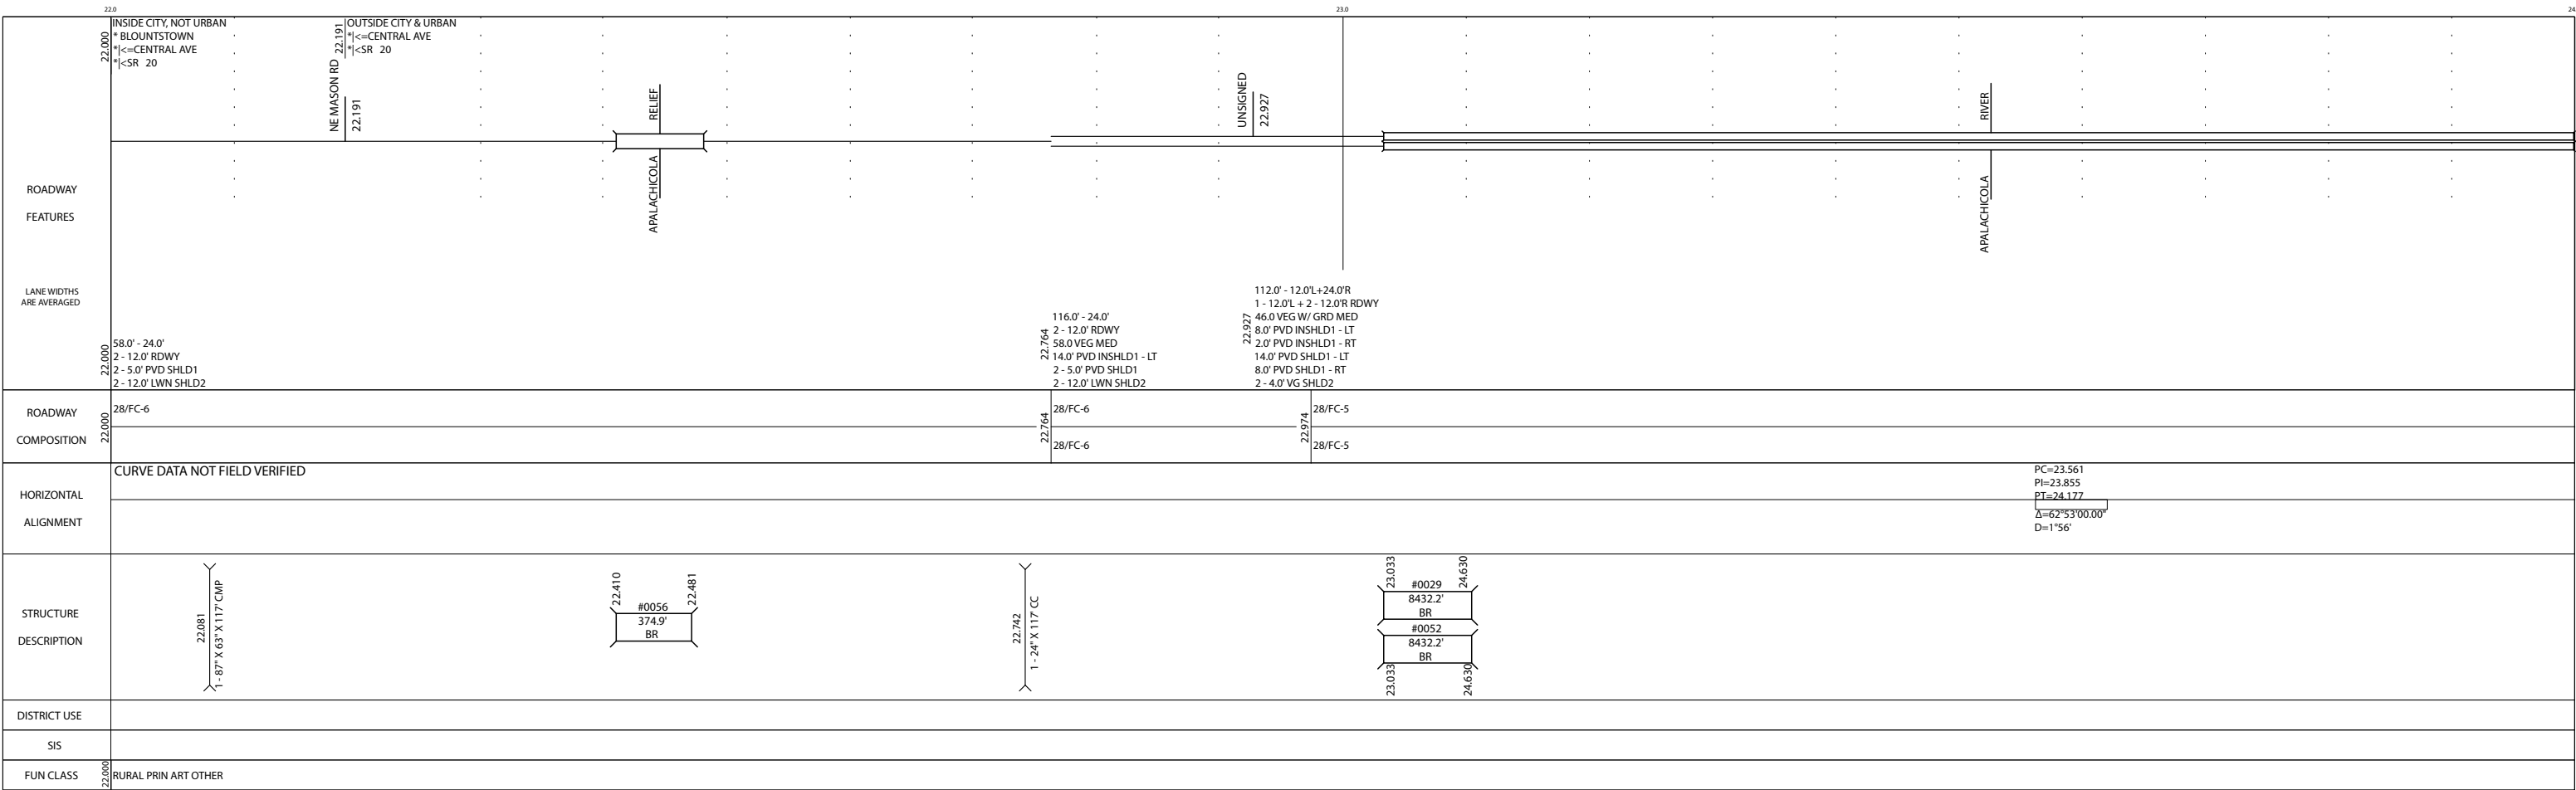 22.0
23.0
24.
22.000
INSIDE CITY, NOT URBAN
* BLOUNTSTOWN
*|<=CENTRAL AVE
*|<SR 20
22.191
OUTSIDE CITY & URBAN
*|<=CENTRAL AVE
*|<SR 20
NE MASON RD
22.191
RELIEF
APALACHICOLA
UNSIGNED
22.927
RIVER
APALACHICOLA
ROADWAY
FEATURES
LANE WIDTHS
ARE AVERAGED
22.000
58.0' - 24.0'
2 - 12.0' RDWY
2 - 5.0' PVD SHLD1
2 - 12.0' LWN SHLD2
22.764
116.0' - 24.0'
2 - 12.0' RDWY
58.0 VEG MED
14.0' PVD INSHLD1 - LT
2 - 5.0' PVD SHLD1
2 - 12.0' LWN SHLD2
22.927
112.0' - 12.0'L+24.0'R
1 - 12.0'L + 2 - 12.0'R RDWY
46.0 VEG W/ GRD MED
8.0' PVD INSHLD1 - LT
2.0' PVD INSHLD1 - RT
14.0' PVD SHLD1 - LT
8.0' PVD SHLD1 - RT
2 - 4.0' VG SHLD2
ROADWAY
COMPOSITION
22.000
28/FC-6
22.764
28/FC-6
28/FC-6
22.974
28/FC-5
28/FC-5
HORIZONTAL
ALIGNMENT
CURVE DATA NOT FIELD VERIFIED
PC=23.561
PI=23.855
PT=24.177
Δ=62°53'00.00"
D=1°56'
STRUCTURE
DESCRIPTION
22.081
1 - 87" X 63" X 117' CMP
22.410
22.481
#0056
374.9'
BR
22.742
1 - 24" X 117' CC
23.033
24.630
#0029
8432.2'
BR
#0052
8432.2'
BR
23.033
24.630
DISTRICT USE
SIS
FUN CLASS
22.000
RURAL PRIN ART OTHER